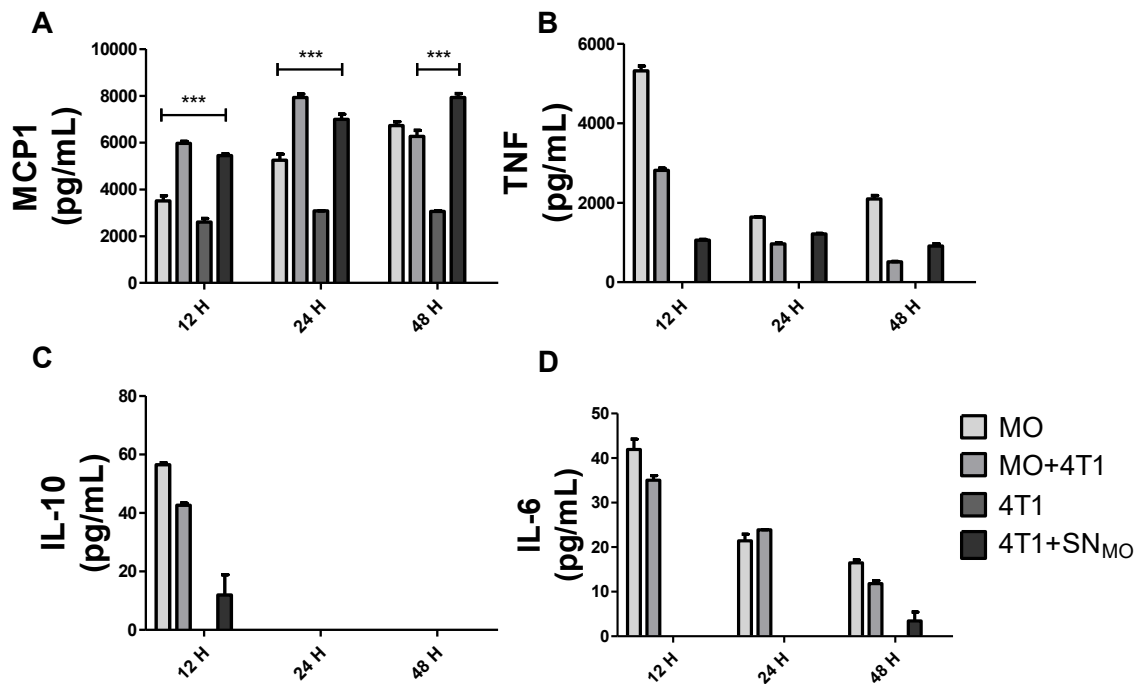 A
MCP1
(pg/mL)
10000
8000
6000
4000
2000
0
***
***
***
12 H
24 H
48 H
B
TNF
(pg/mL)
6000
4000
2000
0
12 H
24 H
48 H
C
IL-10
(pg/mL)
80
60
40
20
0
12 H
24 H
48 H
D
IL-6
(pg/mL)
50
40
30
20
10
0
12 H
24 H
48 H
MO
MO+4T1
4T1
4T1+SNMO